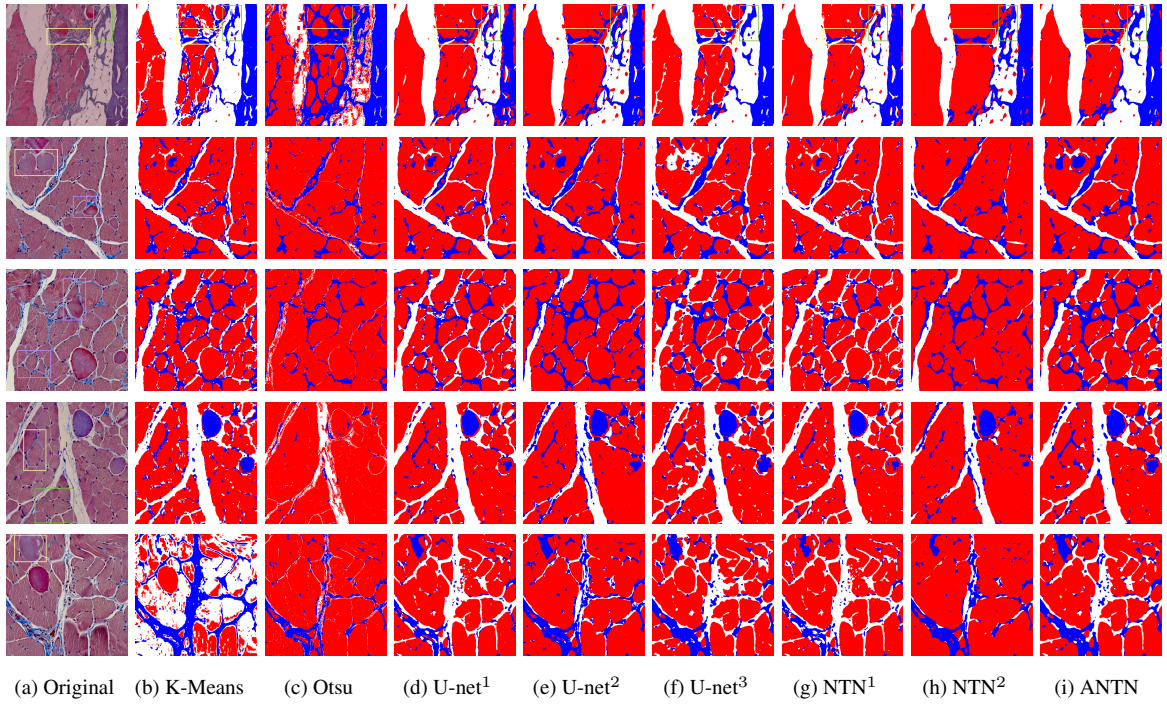 (a) Original (b) K-Means (c) Otsu (d) U-net¹ (e) U-net² (f) U-net³ (g) NTN¹ (h) NTN² (i) ANTN